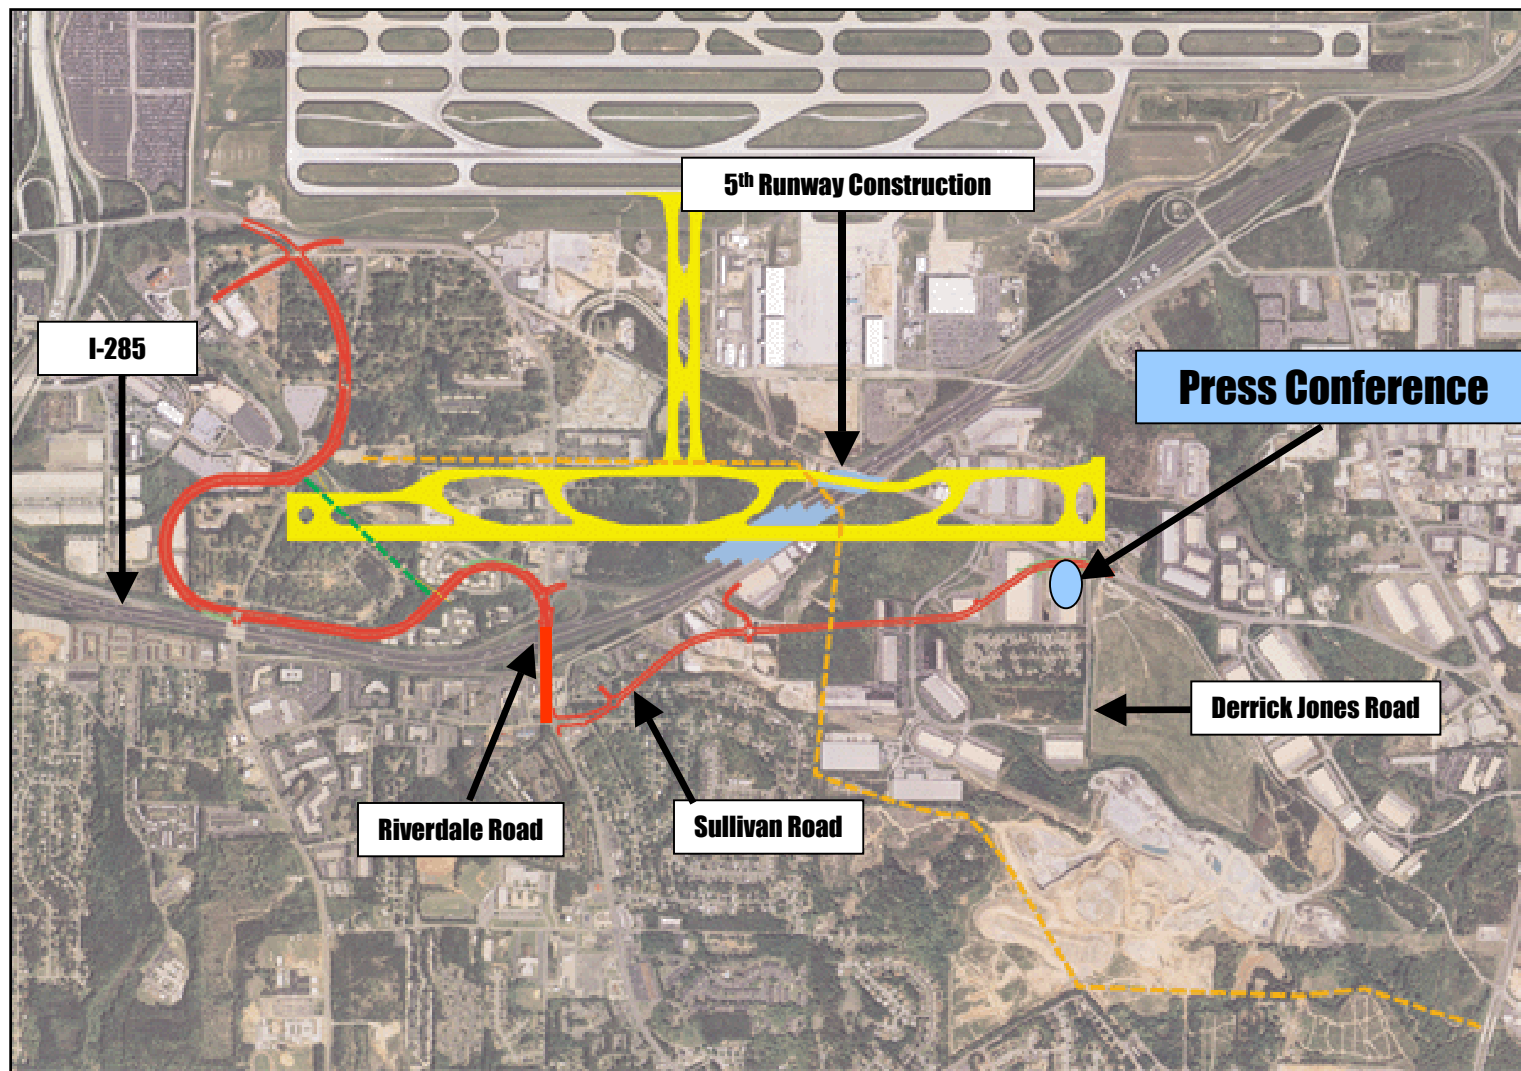 5th Runway Construction
I-285
I-285
Press Conference
Derrick Jones Road
Riverdale Road
Sullivan Road